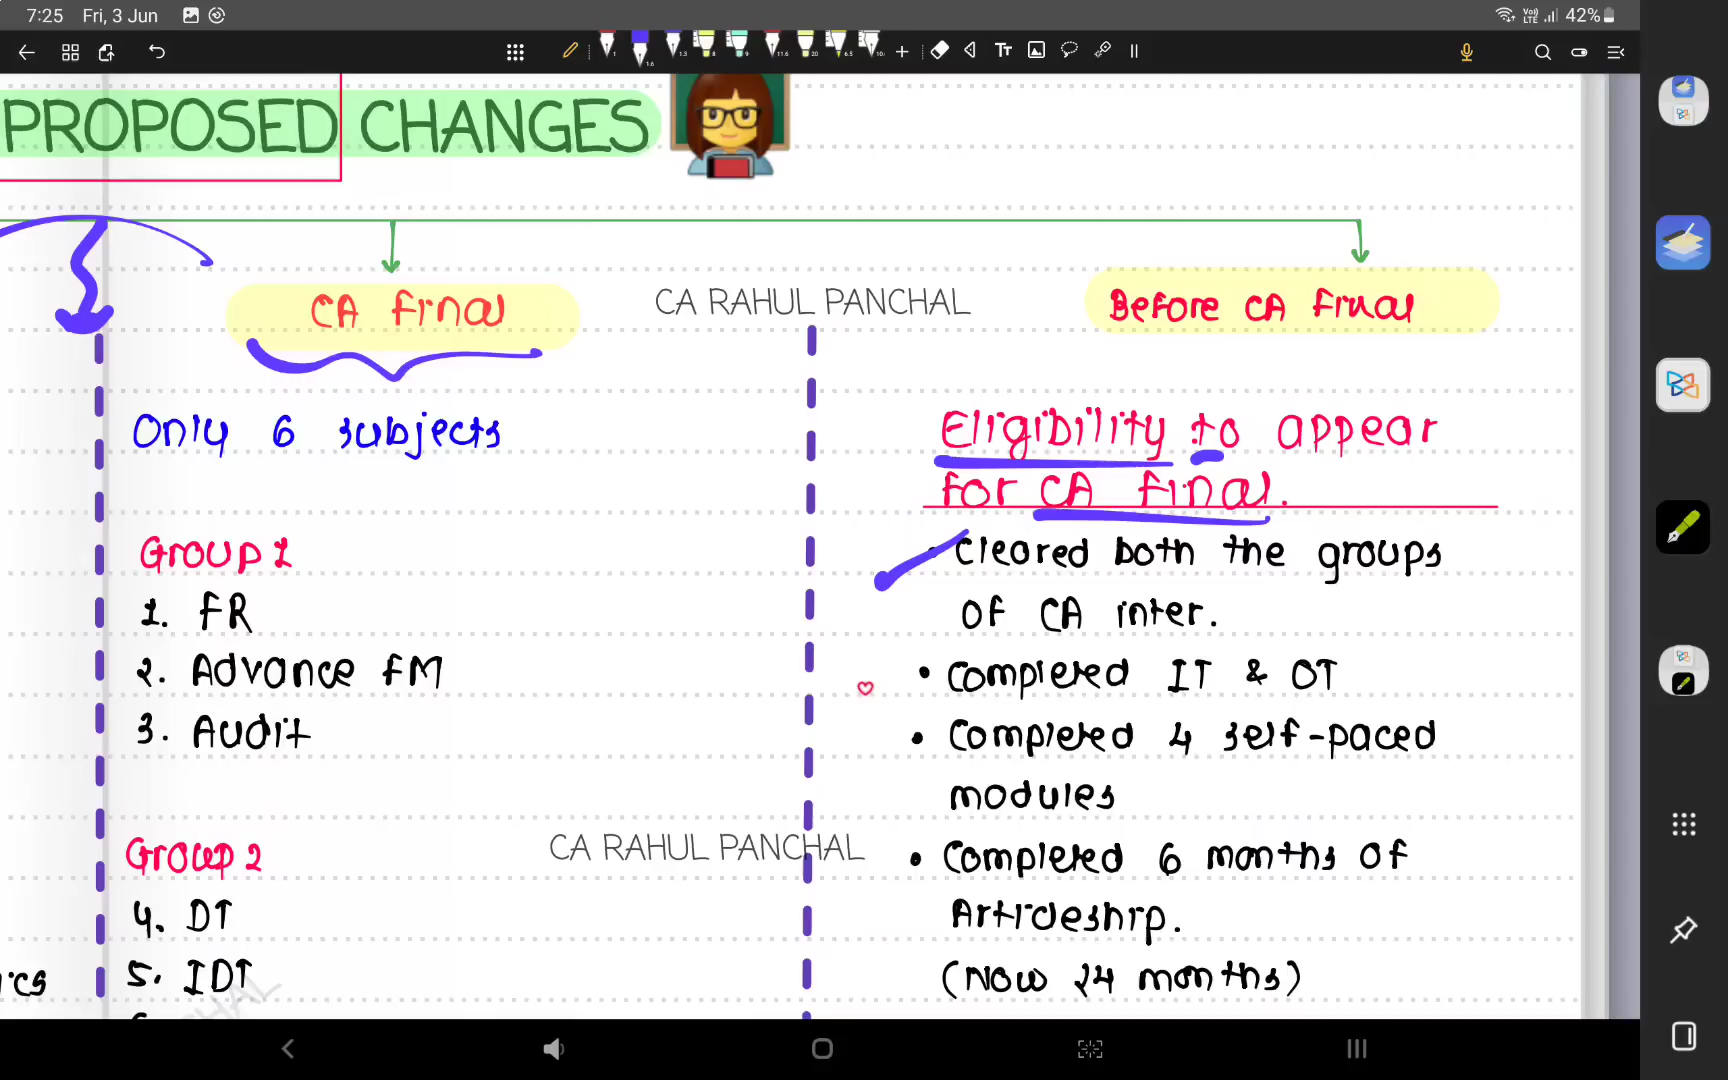 7:25 Fri, 3 Jun
42%
PROPOSED CHANGES
CA final
CA RAHUL PANCHAL
Before CA final
Only 6 subjects
Group 1
1. FR
2. Advance FM
3. Audit
Group 2
4. DT
5. IDT
ics
CA RAHUL PANCHAL
Eligibility to appear
for CA final.
• Cleared both the groups
of CA inter.
• Completed IT & OT
• Completed 4 self-paced
modules
• Completed 6 months of
Articleship.
(Now 24 months)